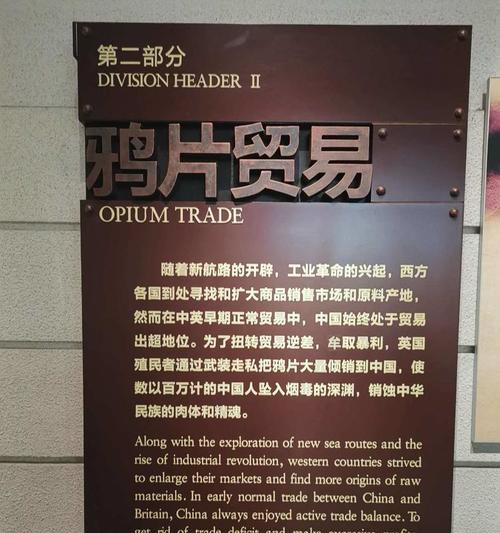 第二部分
DIVISION HEADER II
鸦片贸易
OPIUM TRADE
随着新航路的开辟，工业革命的兴起，西方
各国到处寻找和扩大商品销售市场和原料产地，
然而在中英早期正常贸易中，中国始终处于贸易
出超地位。为了扭转贸易逆差，牟取暴利，英国
殖民者通过武装走私把鸦片大量倾销到中国，使
数以百万计的中国人坠入烟毒的深渊，销蚀中华
民族的肉体和精魂。
Along with the exploration of new sea routes and the
rise of industrial revolution, western countries strived
to enlarge their markets and find more origins of raw
materials. In early normal trade between China and
Britain, China always enjoyed active trade balance. To
get rid of trade deficit and make excessive profits